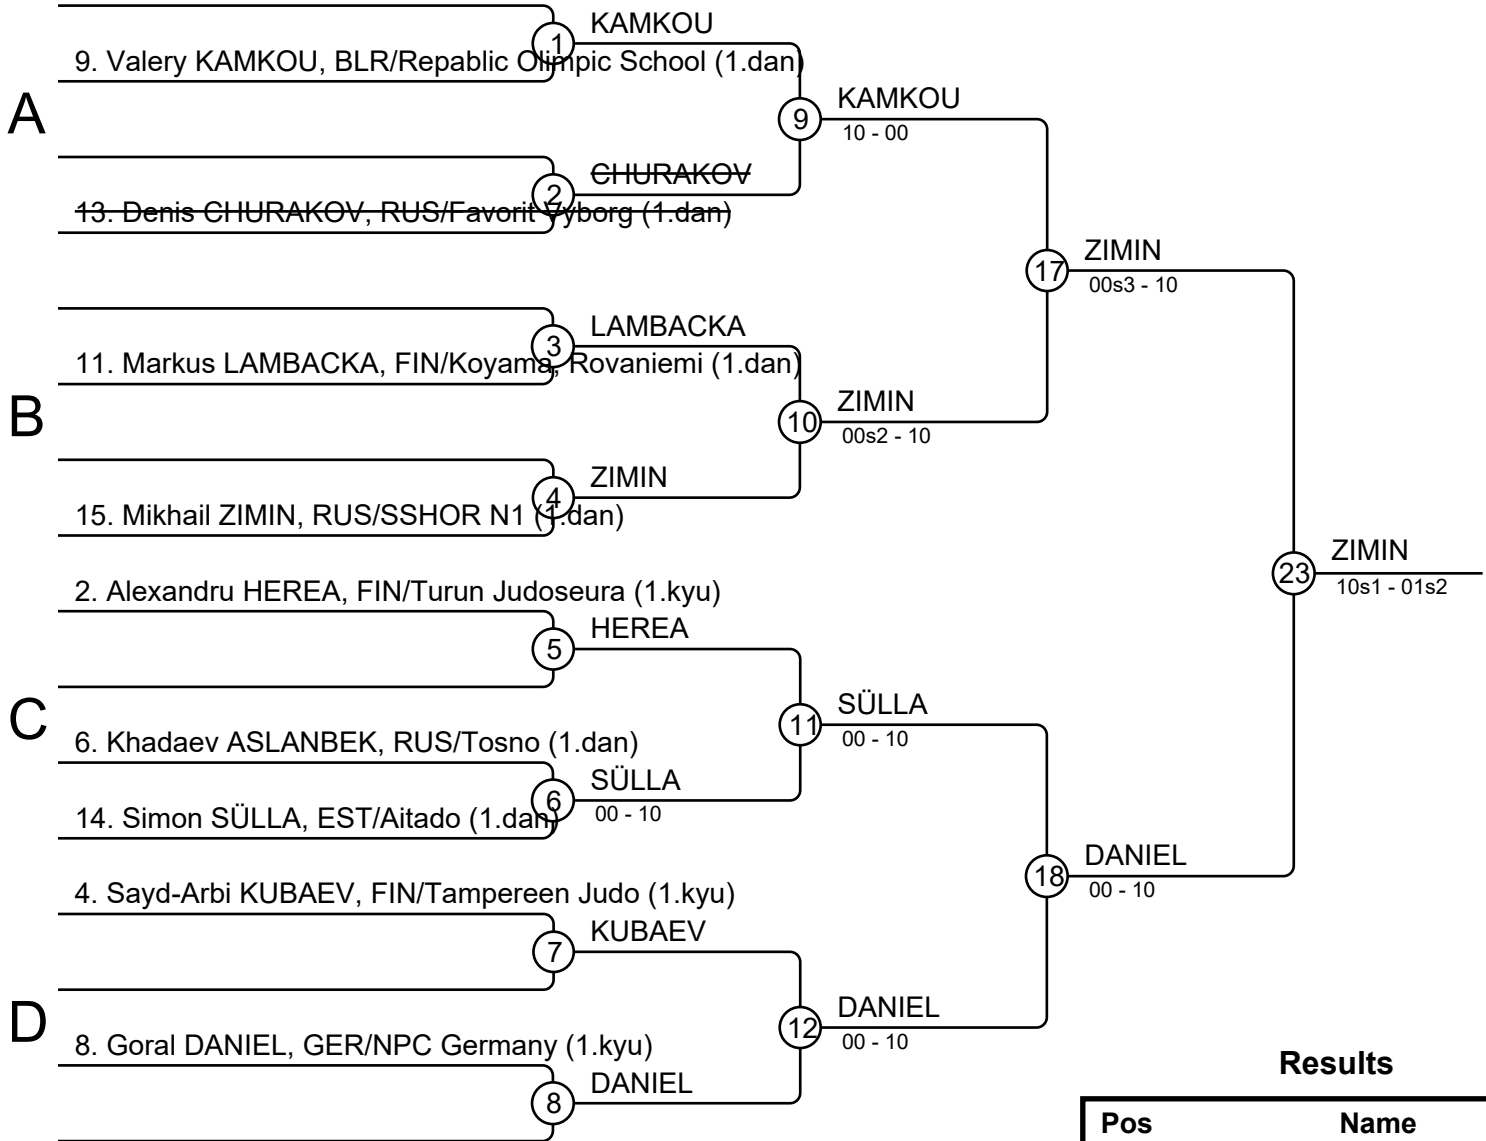 KAMKOU
1
9. Valery KAMKOU, BLR/Repablic Olimpic School (1.dan)
A
KAMKOU
9
10 - 00
CHURAKOV
2
13. Denis CHURAKOV, RUS/Favorit Vyborg (1.dan)
ZIMIN
17
00s3 - 10
LAMBACKA
3
11. Markus LAMBACKA, FIN/Koyama, Rovaniemi (1.dan)
B
ZIMIN
10
00s2 - 10
ZIMIN
4
15. Mikhail ZIMIN, RUS/SSHOR N1 (1.dan)
ZIMIN
23
10s1 - 01s2
2. Alexandru HEREA, FIN/Turun Judoseura (1.kyu)
HEREA
5
C
SÜLLA
11
00 - 10
6. Khadaev ASLANBEK, RUS/Tosno (1.dan)
SÜLLA
6
00 - 10
14. Simon SÜLLA, EST/Aitado (1.dan)
DANIEL
18
00 - 10
4. Sayd-Arbi KUBAEV, FIN/Tampereen Judo (1.kyu)
KUBAEV
7
D
DANIEL
12
00 - 10
8. Goral DANIEL, GER/NPC Germany (1.kyu)
DANIEL
8
Results
Pos Name